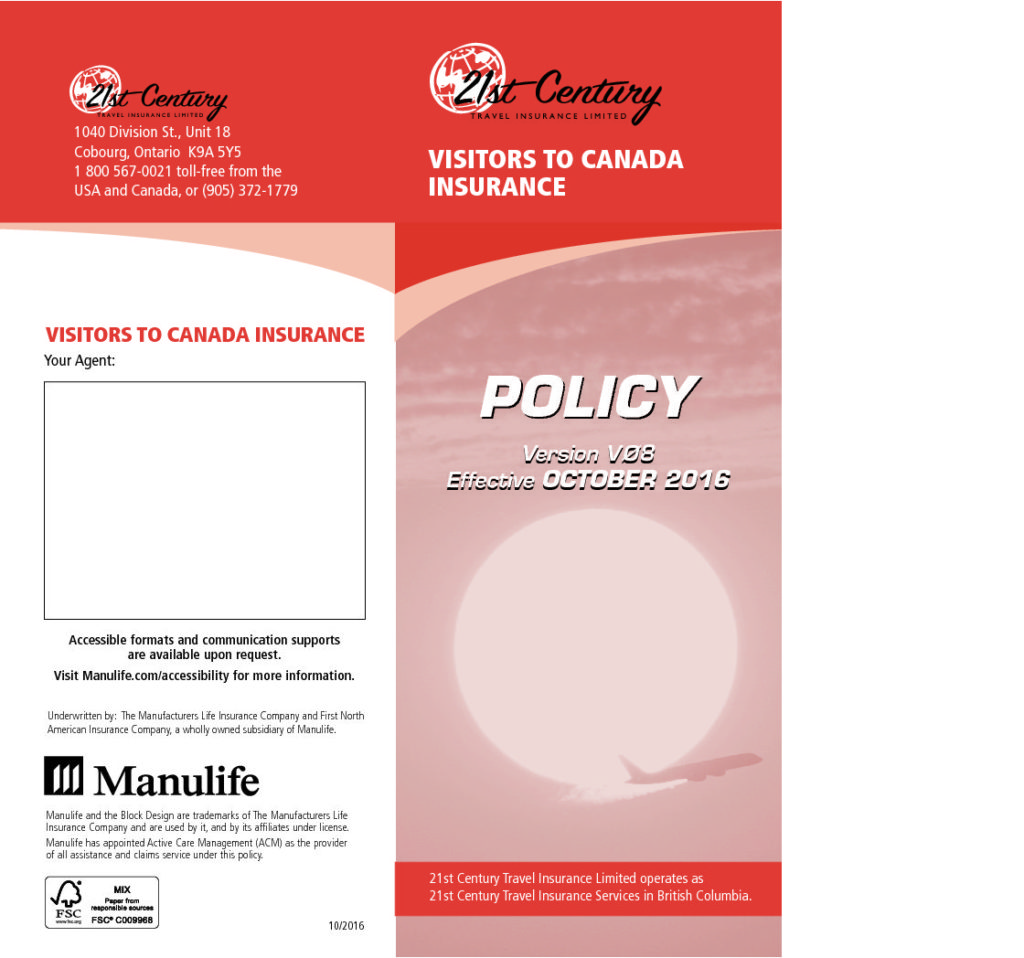 21st Century
TRAVEL INSURANCE LIMITED
1040 Division St., Unit 18
Cobourg, Ontario K9A 5Y5
1 800 567-0021 toll-free from the
USA and Canada, or (905) 372-1779
VISITORS TO CANADA INSURANCE
Your Agent:
Accessible formats and communication supports
are available upon request.
Visit Manulife.com/accessibility for more information.
Underwritten by: The Manufacturers Life Insurance Company and First North
American Insurance Company, a wholly owned subsidiary of Manulife.
Manulife
Manulife and the Block Design are trademarks of The Manufacturers Life
Insurance Company and are used by it, and by its affiliates under license.
Manulife has appointed Active Care Management (ACM) as the provider
of all assistance and claims service under this policy.
FSC
www.fsc.org
MIX
Paper from
responsible sources
FSC® C009968
10/2016
21st Century
TRAVEL INSURANCE LIMITED
VISITORS TO CANADA
INSURANCE
POLICY
Version VØ8
Effective OCTOBER 2016
21st Century Travel Insurance Limited operates as
21st Century Travel Insurance Services in British Columbia.